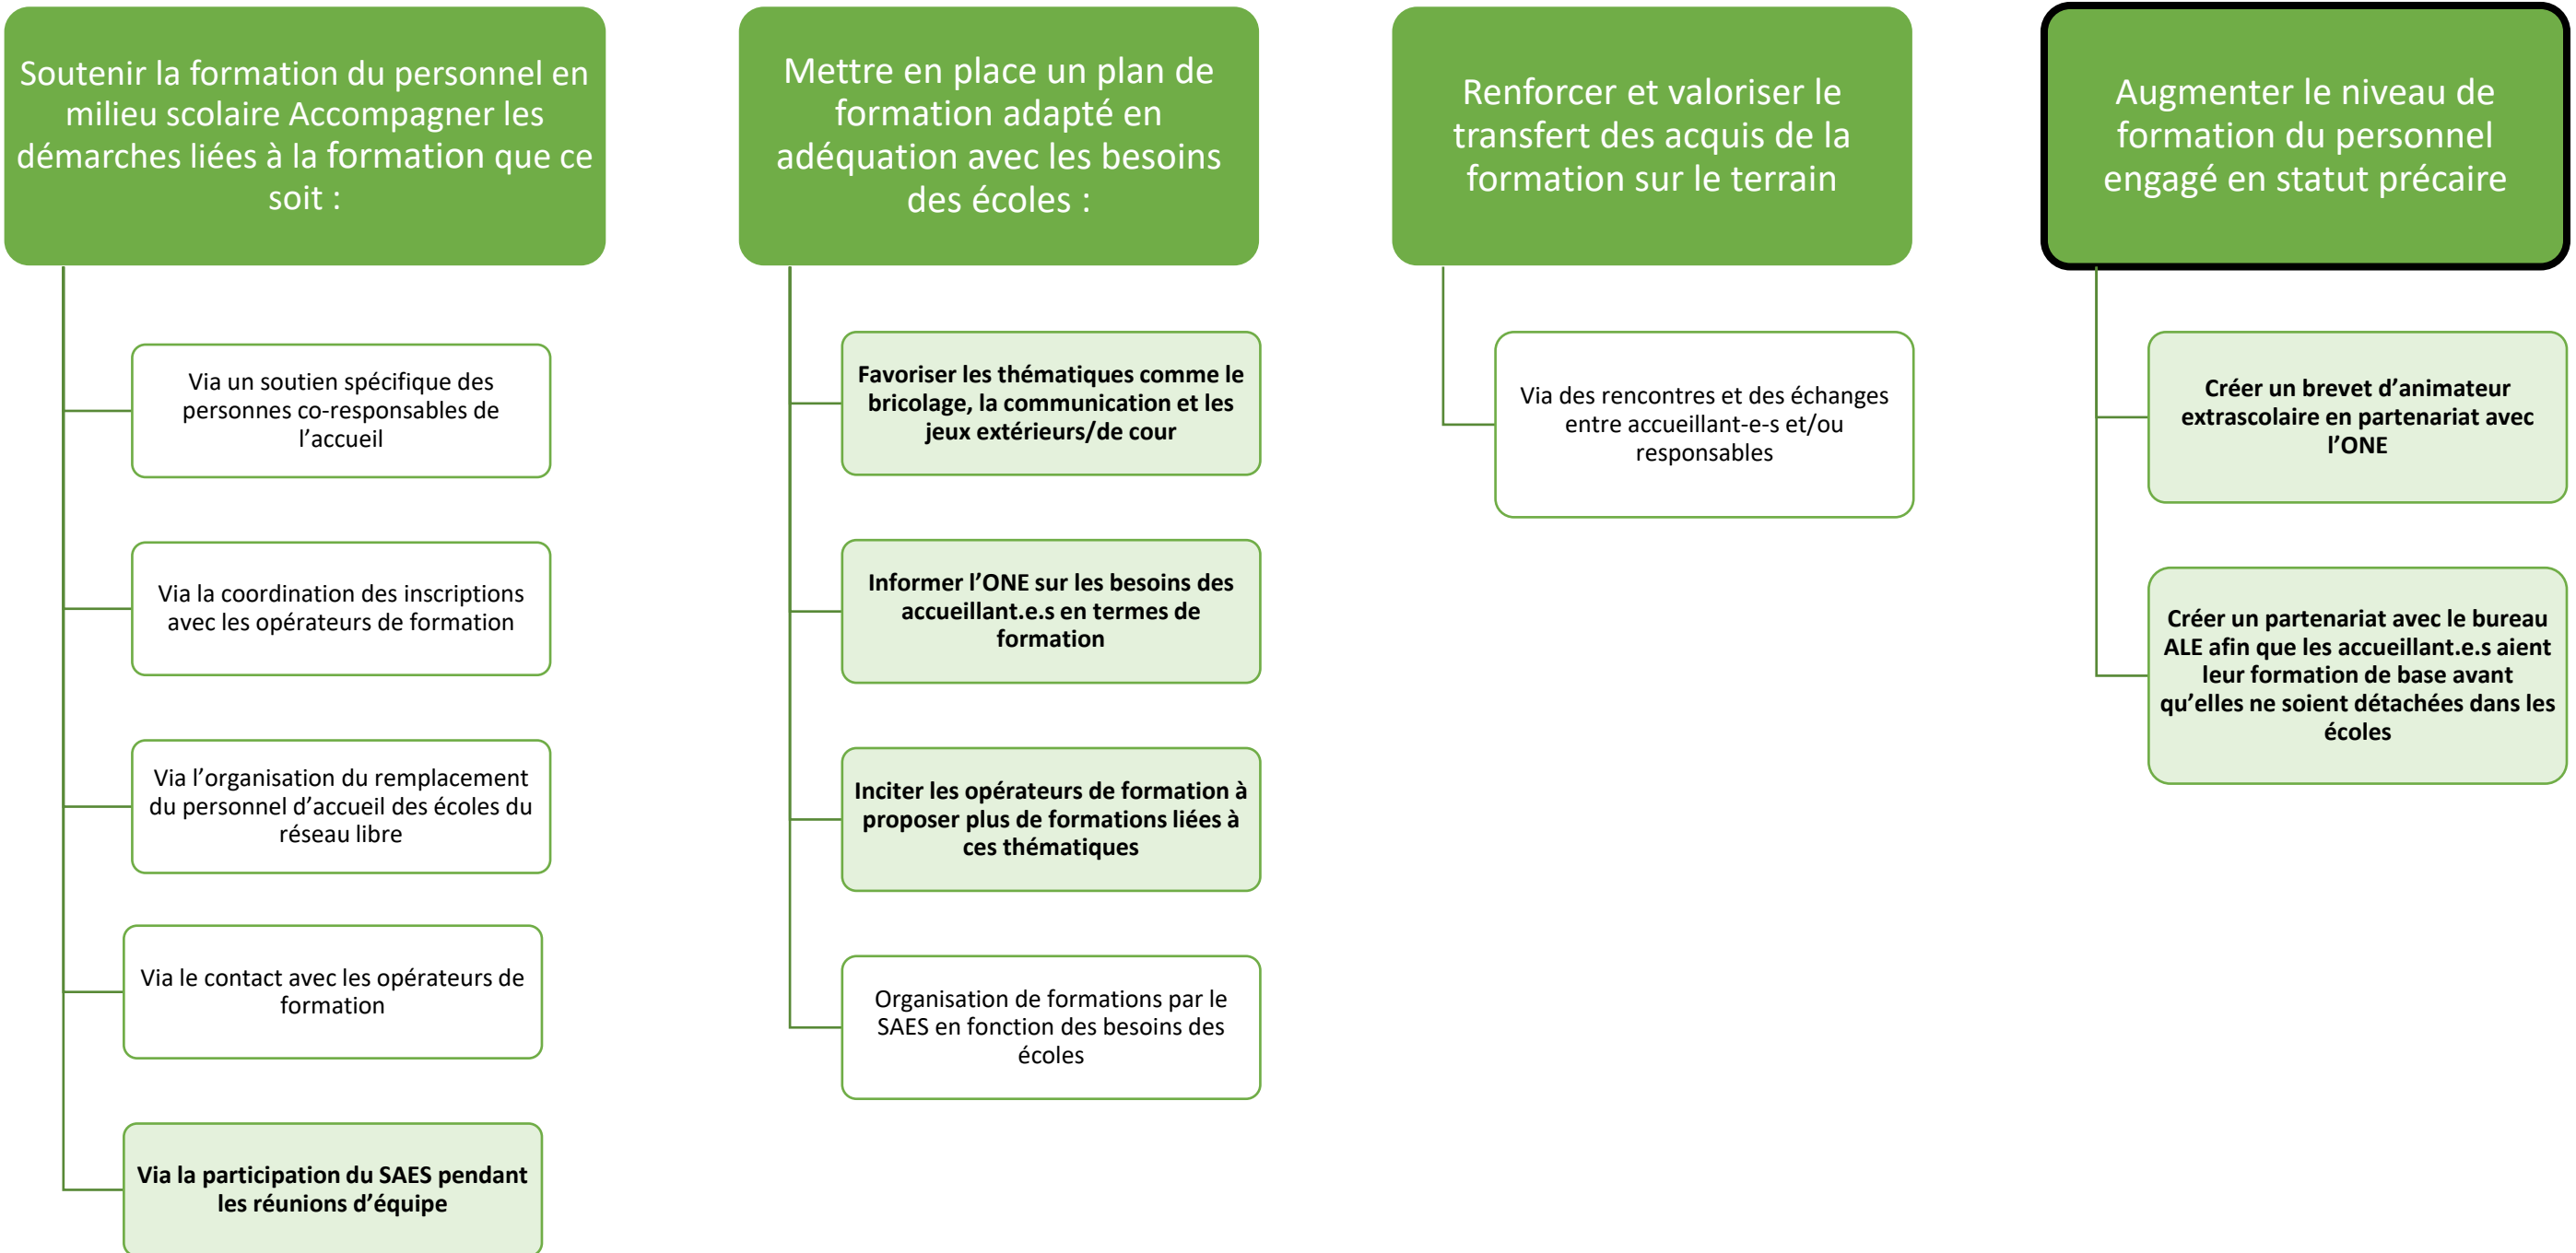 Soutenir la formation du personnel en
milieu scolaire Accompagner les
démarches liées à la formation que ce
soit :
Via un soutien spécifique des
personnes co-responsables de
l’accueil
Via la coordination des inscriptions
avec les opérateurs de formation
Via l’organisation du remplacement
du personnel d’accueil des écoles du
réseau libre
Via le contact avec les opérateurs de
formation
Via la participation du SAES pendant
les réunions d’équipe
Mettre en place un plan de
formation adapté en
adéquation avec les besoins
des écoles :
Favoriser les thématiques comme le
bricolage, la communication et les
jeux extérieurs/de cour
Informer l’ONE sur les besoins des
accueillant.e.s en termes de
formation
Inciter les opérateurs de formation à
proposer plus de formations liées à
ces thématiques
Organisation de formations par le
SAES en fonction des besoins des
écoles
Renforcer et valoriser le
transfert des acquis de la
formation sur le terrain
Via des rencontres et des échanges
entre accueillant-e-s et/ou
responsables
Augmenter le niveau de
formation du personnel
engagé en statut précaire
Créer un brevet d’animateur
extrascolaire en partenariat avec
l’ONE
Créer un partenariat avec le bureau
ALE afin que les accueillant.e.s aient
leur formation de base avant
qu’elles ne soient détachées dans les
écoles